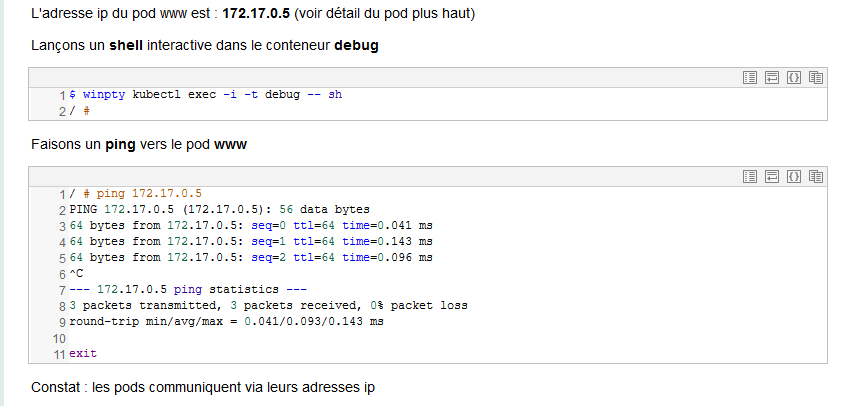 L'adresse ip du pod www est : 172.17.0.5 (voir détail du pod plus haut)
Lançons un shell interactive dans le conteneur debug
1 $ winpty kubectl exec -i -t debug -- sh
2 / #
Faisons un ping vers le pod www
1 / # ping 172.17.0.5
2 PING 172.17.0.5 (172.17.0.5): 56 data bytes
3 64 bytes from 172.17.0.5: seq=0 ttl=64 time=0.041 ms
4 64 bytes from 172.17.0.5: seq=1 ttl=64 time=0.143 ms
5 64 bytes from 172.17.0.5: seq=2 ttl=64 time=0.096 ms
6 ^C
7 --- 172.17.0.5 ping statistics ---
8 3 packets transmitted, 3 packets received, 0% packet loss
9 round-trip min/avg/max = 0.041/0.093/0.143 ms
10
11 exit
Constat : les pods communiquent via leurs adresses ip